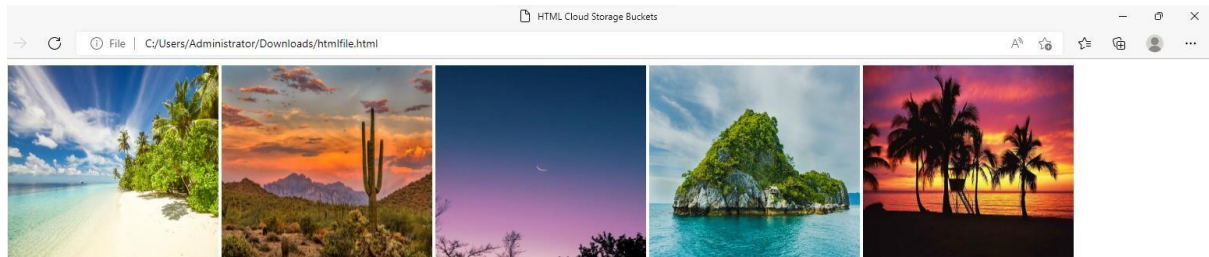 HTML Cloud Storage Buckets
File | C:/Users/Administrator/Downloads/htmlfile.html A